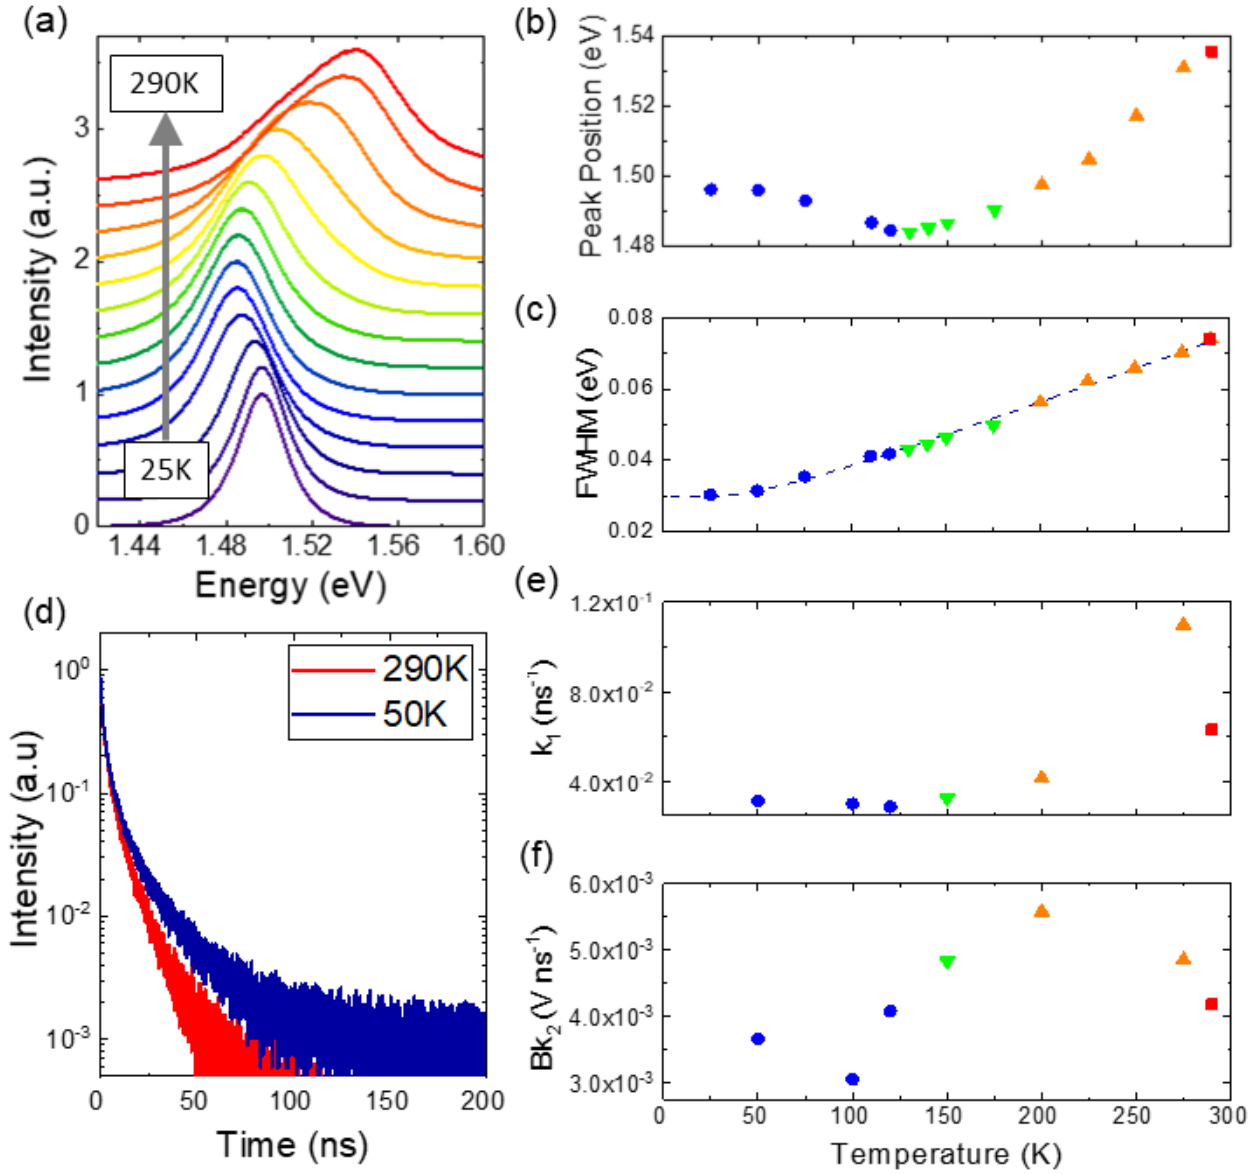 (a)
290K
25K
3
2
1
0
1.44 1.48 1.52 1.56 1.60
Intensity (a.u.)
Energy (eV)
(b)
1.54
1.52
1.50
1.48
Peak Position (eV)
(c)
0.08
0.06
0.04
0.02
FWHM (eV)
(d)
290K
50K
10⁰
10⁻¹
10⁻²
10⁻³
0 50 100 150 200
Intensity (a.u)
Time (ns)
(e)
1.2x10⁻¹
8.0x10⁻²
4.0x10⁻²
k₁ (ns⁻¹)
(f)
6.0x10⁻³
5.0x10⁻³
4.0x10⁻³
3.0x10⁻³
Bk₂ (V ns⁻¹)
0 50 100 150 200 250 300
Temperature (K)